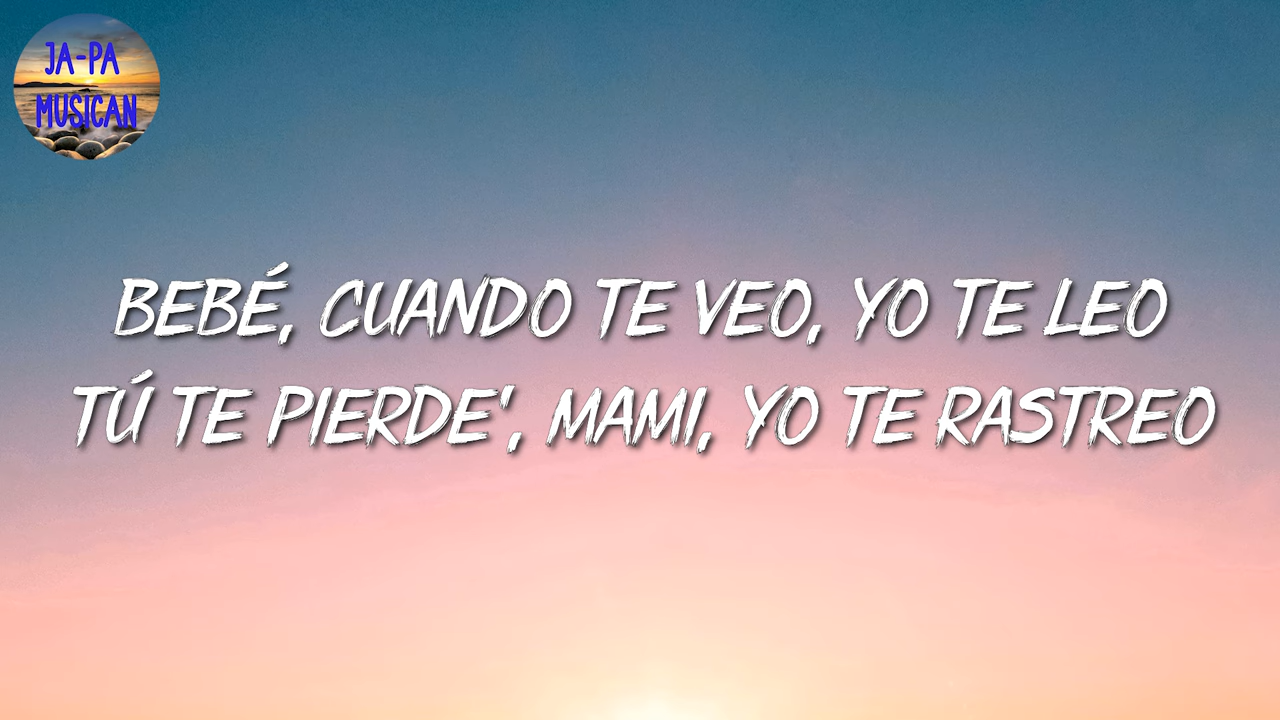 JA-PA
MUSICAN
BEBÉ, CUANDO TE VEO, YO TE LEO
TÚ TE PIERDE', MAMI, YO TE RASTREO